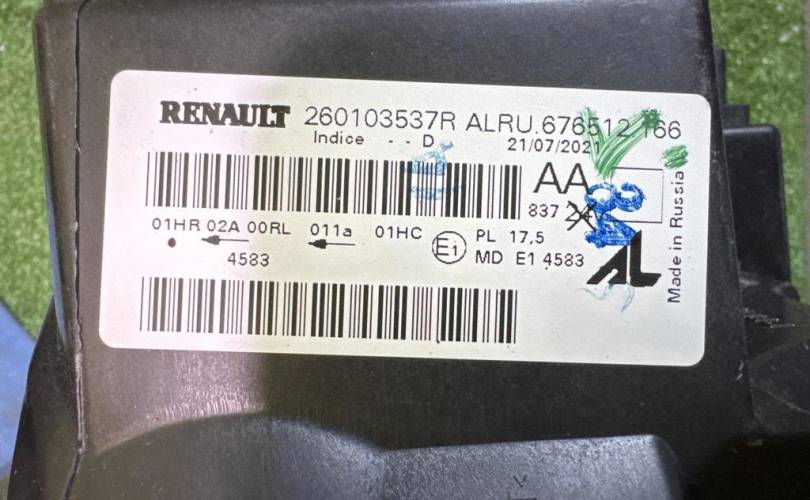 RENAULT 260103537R ALRU.676512 166
Indice - - D 21/07/2021
AA
837
01HR 02A 00RL 011a 01HC E1 PL 17,5
4583 MD E1 4583
AL
Made in Russia